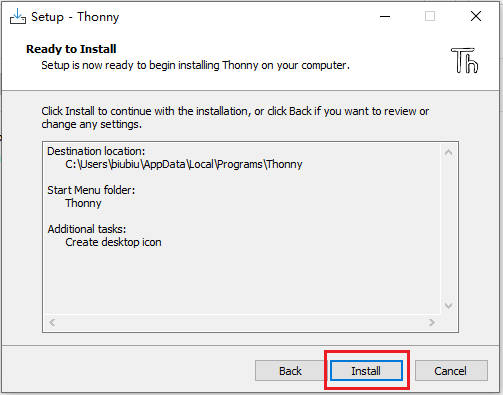 Setup - Thonny
Ready to Install
Setup is now ready to begin installing Thonny on your computer.
Th
Click Install to continue with the installation, or click Back if you want to review or
change any settings.
Destination location:
C:\Users\biubiu\AppData\Local\Programs\Thonny
Start Menu folder:
Thonny
Additional tasks:
Create desktop icon
Back
Install
Cancel